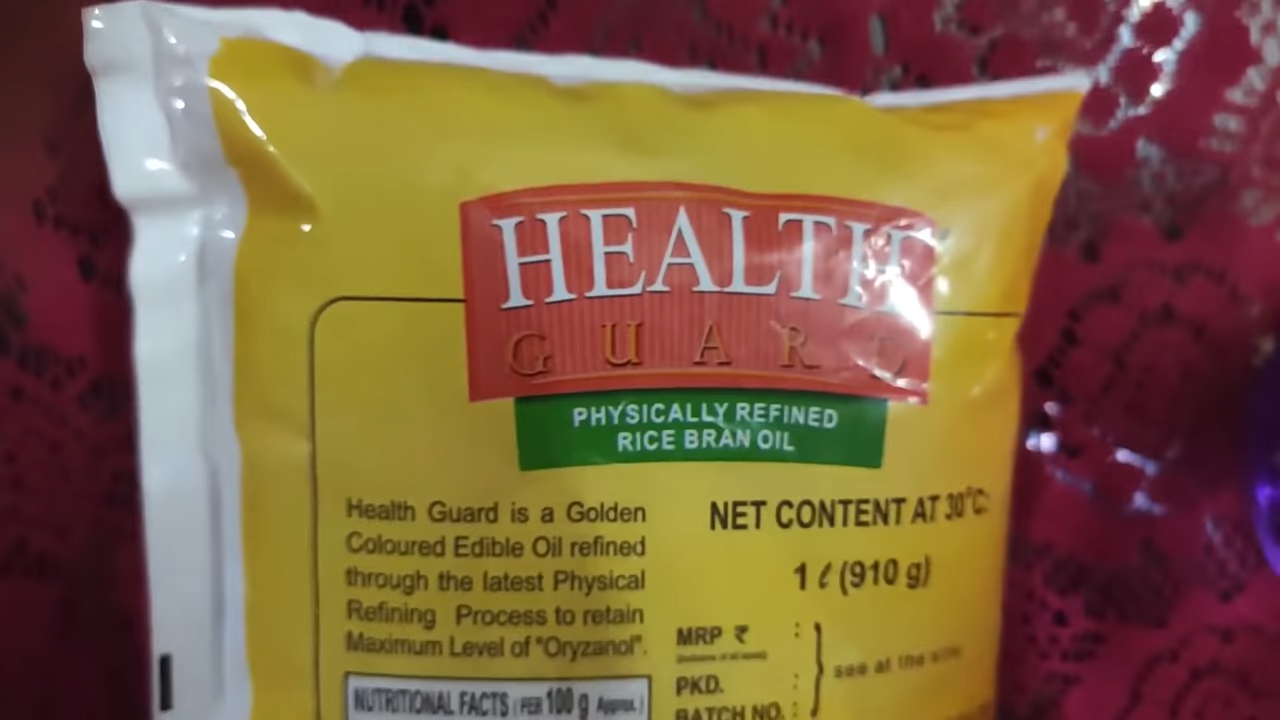 HEALTH
GUARD
PHYSICALLY REFINED
RICE BRAN OIL
Health Guard is a Golden
Coloured Edible Oil refined
through the latest Physical
Refining Process to retain
Maximum Level of "Oryzanol".
NUTRITIONAL FACTS (PER 100 g Approx.)
NET CONTENT AT 30°C:
1 ℓ (910 g)
MRP ₹ :
see at the
PKD. :
BATCH NO. :